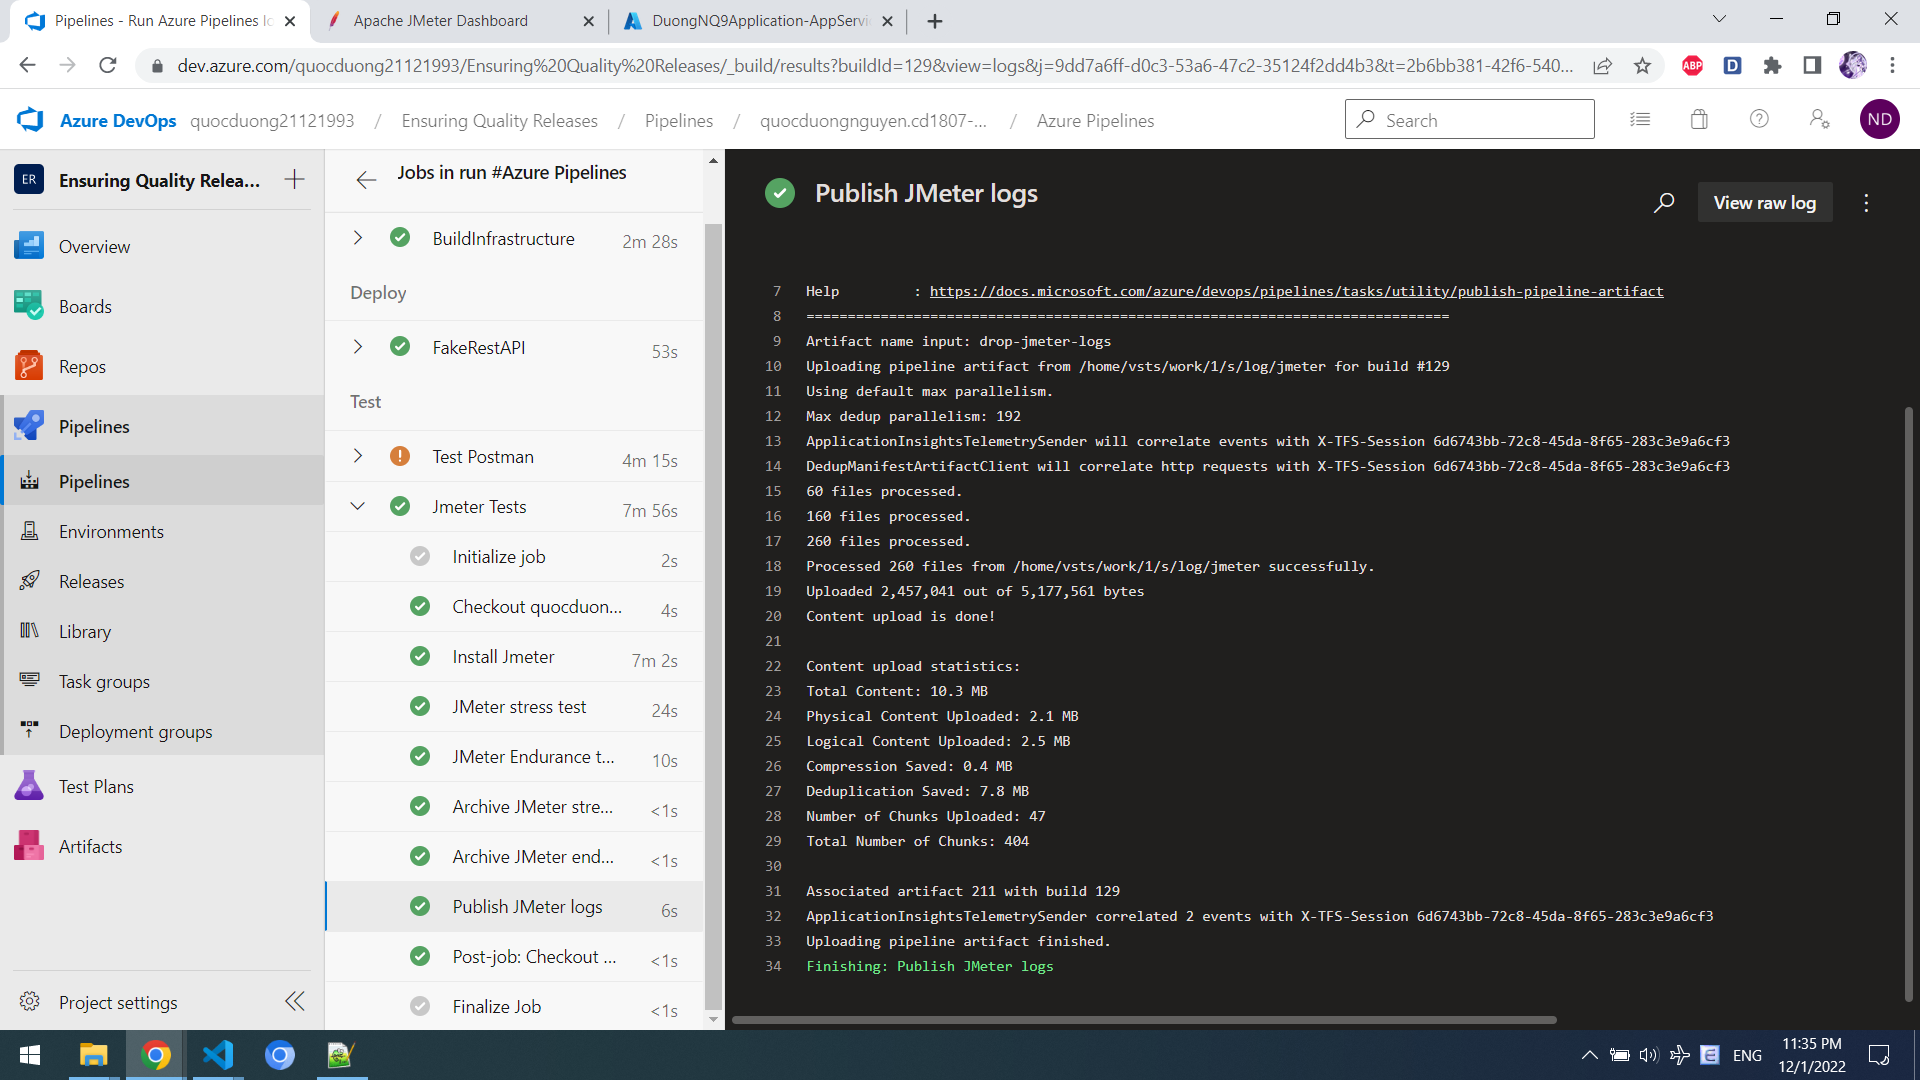 Pipelines - Run Azure Pipelines lo
Apache JMeter Dashboard
DuongNQ9Application-AppServi
dev.azure.com/quocduong21121993/Ensuring%20Quality%20Releases/_build/results?buildId=129&view=logs&j=9dd7a6ff-d0c3-53a6-47c2-35124f2dd4b3&t=2b6bb381-42f6-540...
ABP
D
Azure DevOps quocduong21121993 / Ensuring Quality Releases / Pipelines / quocduongnguyen.cd1807-... / Azure Pipelines
Search
ND
ER
Ensuring Quality Relea...
Overview
Boards
Repos
Pipelines
Pipelines
Environments
Releases
Library
Task groups
Deployment groups
Test Plans
Artifacts
Project settings
Jobs in run #Azure Pipelines
BuildInfrastructure 2m 28s
Deploy
FakeRestAPI 53s
Test
Test Postman 4m 15s
Jmeter Tests 7m 56s
Initialize job 2s
Checkout quocduon... 4s
Install Jmeter 7m 2s
JMeter stress test 24s
JMeter Endurance t... 10s
Archive JMeter stre... <1s
Archive JMeter end... <1s
Publish JMeter logs 6s
Post-job: Checkout ... <1s
Finalize Job <1s
Publish JMeter logs
View raw log
7 Help : https://docs.microsoft.com/azure/devops/pipelines/tasks/utility/publish-pipeline-artifact
8 ==============================================================================
9 Artifact name input: drop-jmeter-logs
10 Uploading pipeline artifact from /home/vsts/work/1/s/log/jmeter for build #129
11 Using default max parallelism.
12 Max dedup parallelism: 192
13 ApplicationInsightsTelemetrySender will correlate events with X-TFS-Session 6d6743bb-72c8-45da-8f65-283c3e9a6cf3
14 DedupManifestArtifactClient will correlate http requests with X-TFS-Session 6d6743bb-72c8-45da-8f65-283c3e9a6cf3
15 60 files processed.
16 160 files processed.
17 260 files processed.
18 Processed 260 files from /home/vsts/work/1/s/log/jmeter successfully.
19 Uploaded 2,457,041 out of 5,177,561 bytes
20 Content upload is done!
21
22 Content upload statistics:
23 Total Content: 10.3 MB
24 Physical Content Uploaded: 2.1 MB
25 Logical Content Uploaded: 2.5 MB
26 Compression Saved: 0.4 MB
27 Deduplication Saved: 7.8 MB
28 Number of Chunks Uploaded: 47
29 Total Number of Chunks: 404
30
31 Associated artifact 211 with build 129
32 ApplicationInsightsTelemetrySender correlated 2 events with X-TFS-Session 6d6743bb-72c8-45da-8f65-283c3e9a6cf3
33 Uploading pipeline artifact finished.
34 Finishing: Publish JMeter logs
E
ENG
11:35 PM
12/1/2022